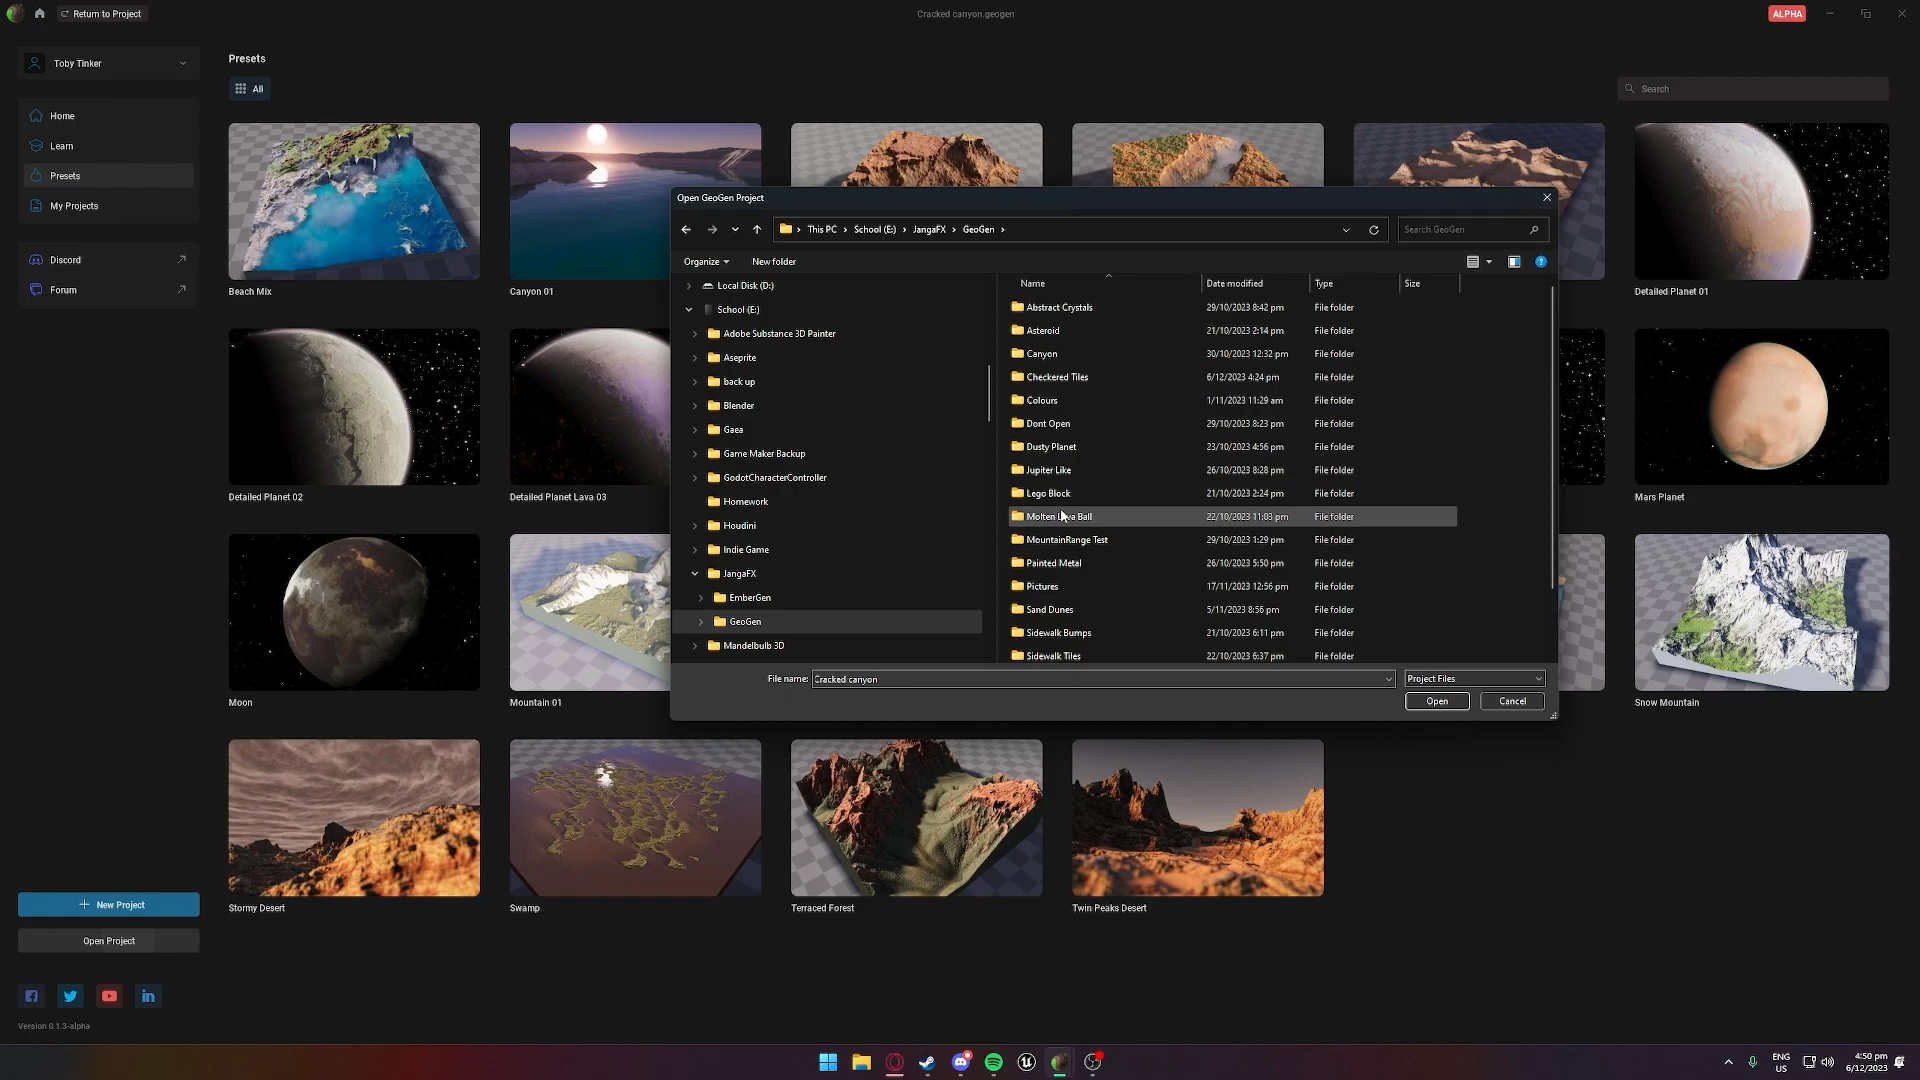 Return to Project
Cracked canyon.geogen
ALPHA
Toby Tinker
Home
Learn
Presets
My Projects
Discord
Forum
New Project
Open Project
Version 0.1.3-alpha
Presets
All
Search
Beach Mix
Canyon 01
Detailed Planet 01
Detailed Planet 02
Detailed Planet Lava 03
Mars Planet
Moon
Mountain 01
Snow Mountain
Stormy Desert
Swamp
Terraced Forest
Twin Peaks Desert
Open GeoGen Project
This PC › School (E:) › JangaFX › GeoGen ›
Search GeoGen
Organize
New folder
Local Disk (D:)
School (E:)
Adobe Substance 3D Painter
Aseprite
back up
Blender
Gaea
Game Maker Backup
GodotCharacterController
Homework
Houdini
Indie Game
JangaFX
EmberGen
GeoGen
Mandelbulb 3D
Name Date modified Type Size
Abstract Crystals 29/10/2023 8:42 pm File folder
Asteroid 21/10/2023 2:14 pm File folder
Canyon 30/10/2023 12:32 pm File folder
Checkered Tiles 6/12/2023 4:24 pm File folder
Colours 1/11/2023 11:29 am File folder
Dont Open 29/10/2023 8:23 pm File folder
Dusty Planet 23/10/2023 4:56 pm File folder
Jupiter Like 26/10/2023 8:28 pm File folder
Lego Block 21/10/2023 2:24 pm File folder
Molten Lava Ball 22/10/2023 11:03 pm File folder
MountainRange Test 29/10/2023 1:29 pm File folder
Painted Metal 26/10/2023 5:50 pm File folder
Pictures 17/11/2023 12:56 pm File folder
Sand Dunes 5/11/2023 8:56 pm File folder
Sidewalk Bumps 21/10/2023 6:11 pm File folder
Sidewalk Tiles 22/10/2023 6:37 pm File folder
File name: Cracked canyon
Project Files
Open
Cancel
ENG
US
4:50 pm
6/12/2023